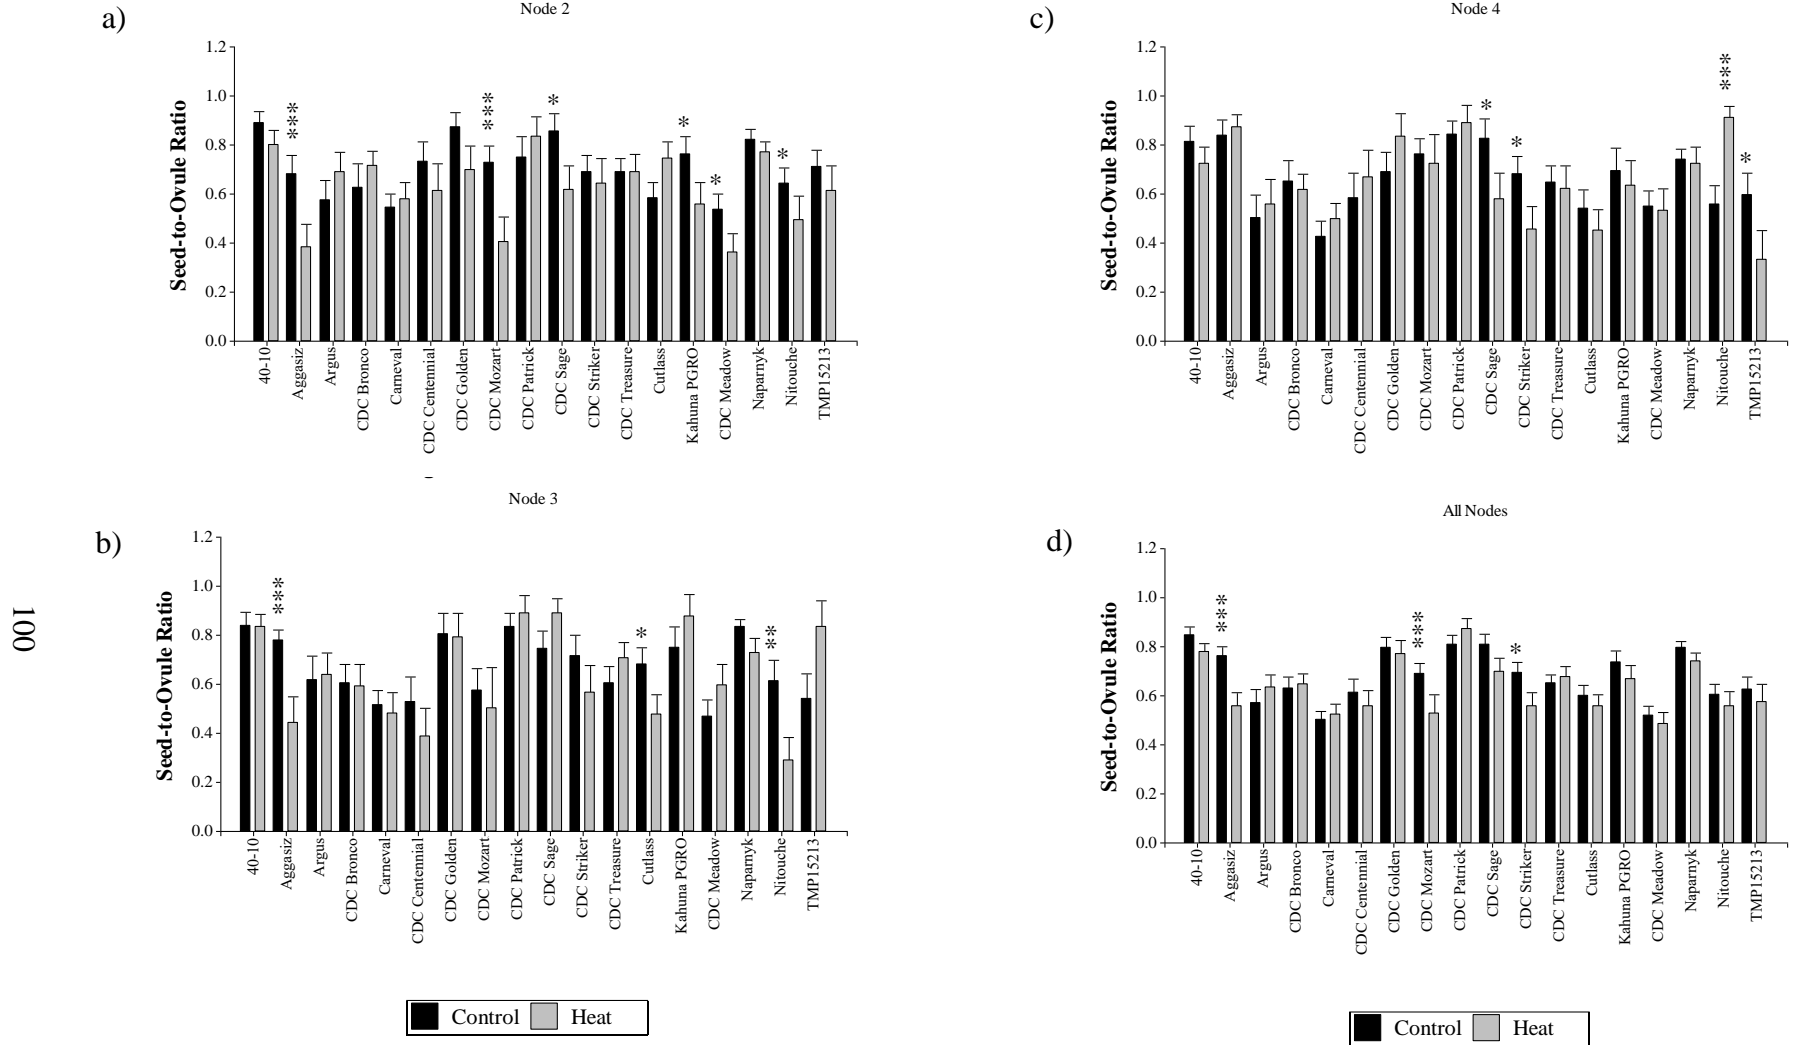 a)
Node 2
Seed-to-Ovule Ratio
1.2
1.0
0.8
0.6
0.4
0.2
0.0
***
***
*
*
*
*
40-10
Aggasiz
Argus
CDC Bronco
Carneval
CDC Centennial
CDC Golden
CDC Mozart
CDC Patrick
CDC Sage
CDC Striker
CDC Treasure
Cutlass
Kahuna PGRO
CDC Meadow
Naparnyk
Nitouche
TMP15213
b)
Node 3
Seed-to-Ovule Ratio
1.2
1.0
0.8
0.6
0.4
0.2
0.0
***
*
**
40-10
Aggasiz
Argus
CDC Bronco
Carneval
CDC Centennial
CDC Golden
CDC Mozart
CDC Patrick
CDC Sage
CDC Striker
CDC Treasure
Cutlass
Kahuna PGRO
CDC Meadow
Naparnyk
Nitouche
TMP15213
Control Heat
100
c)
Node 4
Seed-to-Ovule Ratio
1.2
1.0
0.8
0.6
0.4
0.2
0.0
*
*
***
*
40-10
Aggasiz
Argus
CDC Bronco
Carneval
CDC Centennial
CDC Golden
CDC Mozart
CDC Patrick
CDC Sage
CDC Striker
CDC Treasure
Cutlass
Kahuna PGRO
CDC Meadow
Naparnyk
Nitouche
TMP15213
d)
All Nodes
Seed-to-Ovule Ratio
1.2
1.0
0.8
0.6
0.4
0.2
0.0
***
***
*
40-10
Aggasiz
Argus
CDC Bronco
Carneval
CDC Centennial
CDC Golden
CDC Mozart
CDC Patrick
CDC Sage
CDC Striker
CDC Treasure
Cutlass
Kahuna PGRO
CDC Meadow
Naparnyk
Nitouche
TMP15213
Control Heat